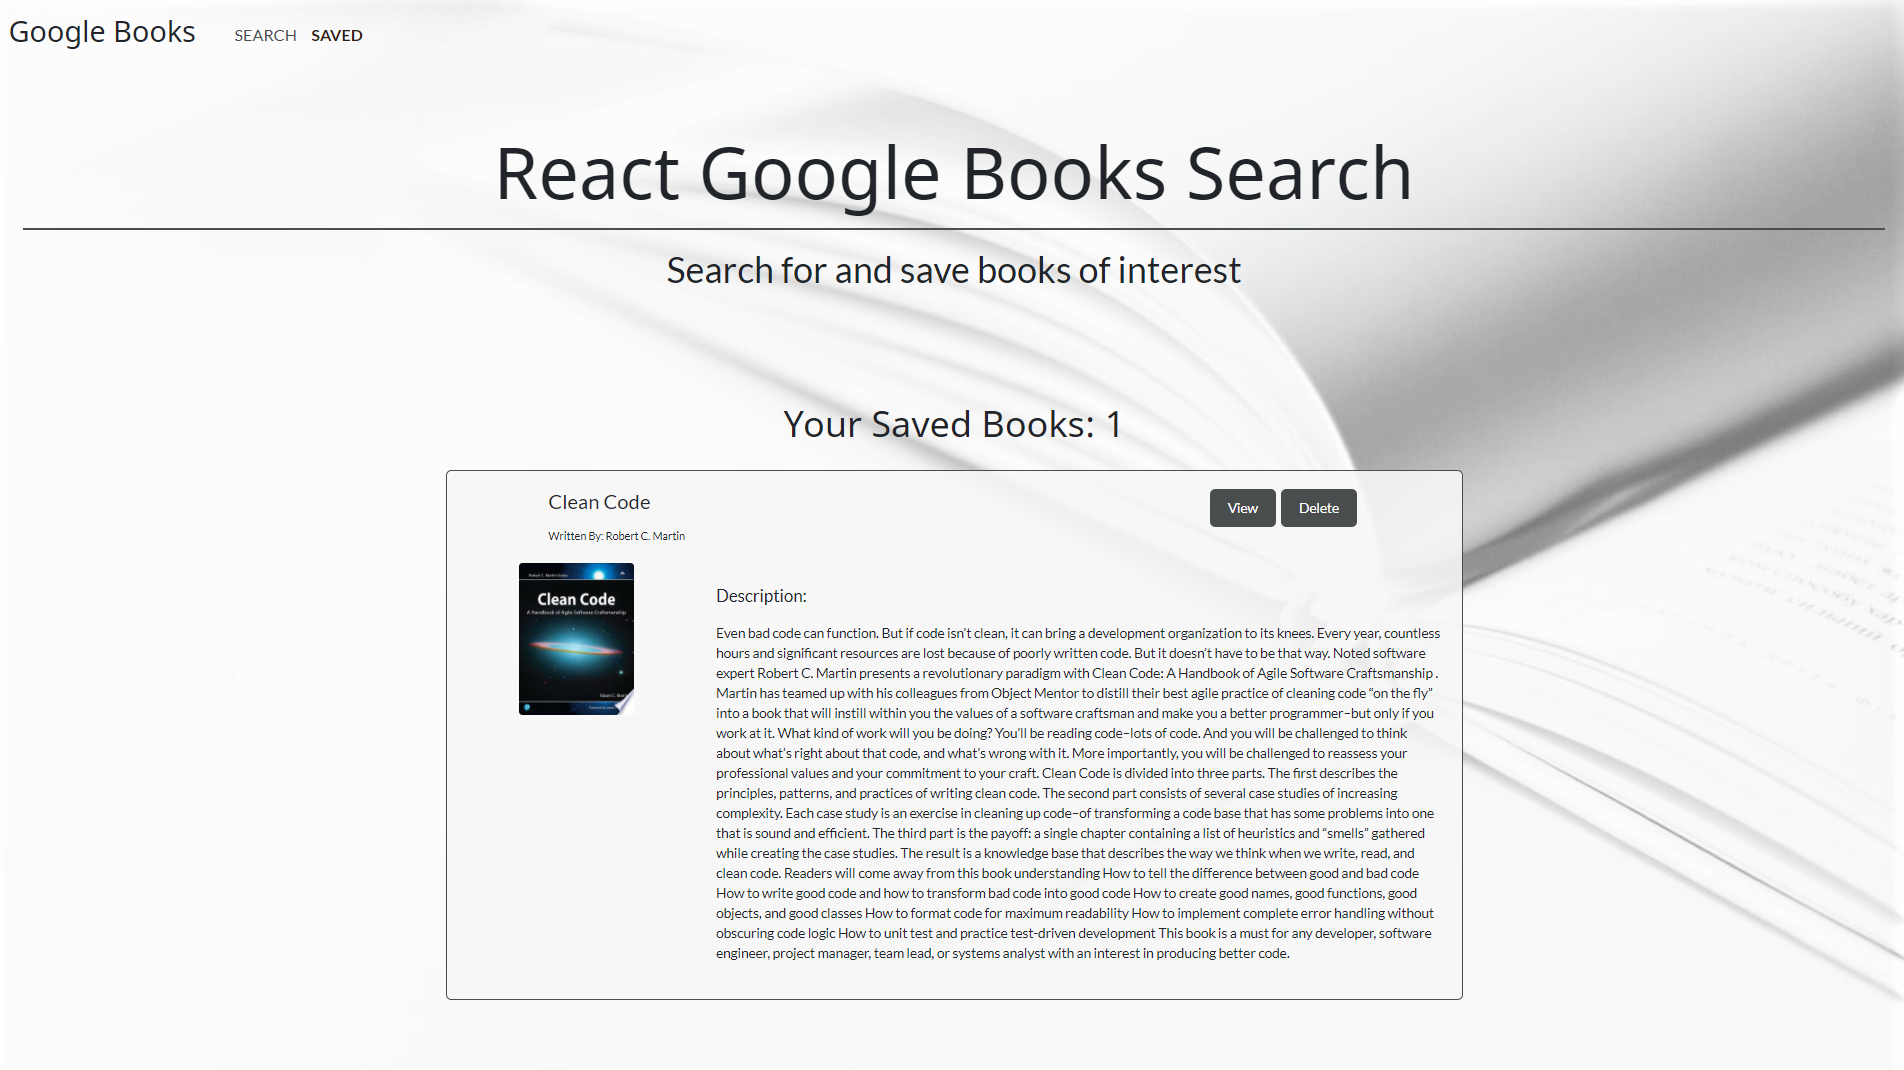 Google Books SEARCH SAVED
React Google Books Search
Search for and save books of interest
Your Saved Books: 1
Clean Code
View Delete
Written By: Robert C. Martin
Robert C. Martin Series
Clean Code
A Handbook of Agile Software Craftsmanship
Description:
Even bad code can function. But if code isn’t clean, it can bring a development organization to its knees. Every year, countless
hours and significant resources are lost because of poorly written code. But it doesn’t have to be that way. Noted software
expert Robert C. Martin presents a revolutionary paradigm with Clean Code: A Handbook of Agile Software Craftsmanship .
Martin has teamed up with his colleagues from Object Mentor to distill their best agile practice of cleaning code “on the fly”
into a book that will instill within you the values of a software craftsman and make you a better programmer–but only if you
work at it. What kind of work will you be doing? You’ll be reading code–lots of code. And you will be challenged to think
about what’s right about that code, and what’s wrong with it. More importantly, you will be challenged to reassess your
professional values and your commitment to your craft. Clean Code is divided into three parts. The first describes the
principles, patterns, and practices of writing clean code. The second part consists of several case studies of increasing
complexity. Each case study is an exercise in cleaning up code–of transforming a code base that has some problems into one
that is sound and efficient. The third part is the payoff: a single chapter containing a list of heuristics and “smells” gathered
while creating the case studies. The result is a knowledge base that describes the way we think when we write, read, and
clean code. Readers will come away from this book understanding How to tell the difference between good and bad code
How to write good code and how to transform bad code into good code How to create good names, good functions, good
objects, and good classes How to format code for maximum readability How to implement complete error handling without
obscuring code logic How to unit test and practice test-driven development This book is a must for any developer, software
engineer, project manager, team lead, or systems analyst with an interest in producing better code.